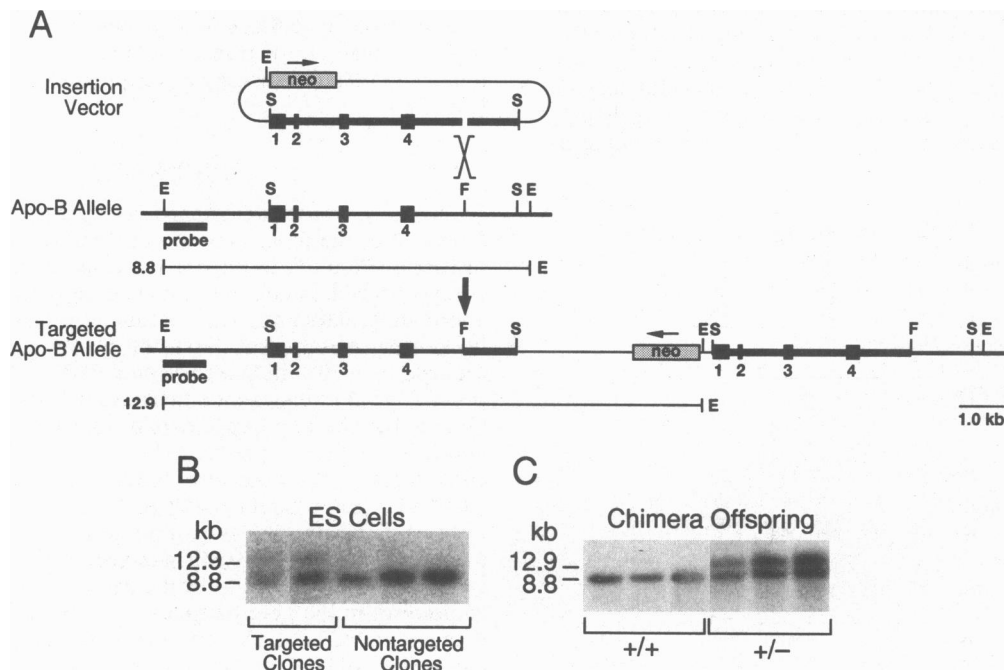 A
E
neo
Insertion
Vector
S S
1 2 3 4
E S F S E
Apo-B Allele
probe
1 2 3 4
8.8 E
Targeted
Apo-B Allele
E S F S neo ES F S E
probe
1 2 3 4 1 2 3 4
12.9 E
1.0 kb
B
ES Cells
kb
12.9
8.8
Targeted
Clones
Nontargeted
Clones
C
Chimera Offspring
kb
12.9
8.8
+/+ +/−